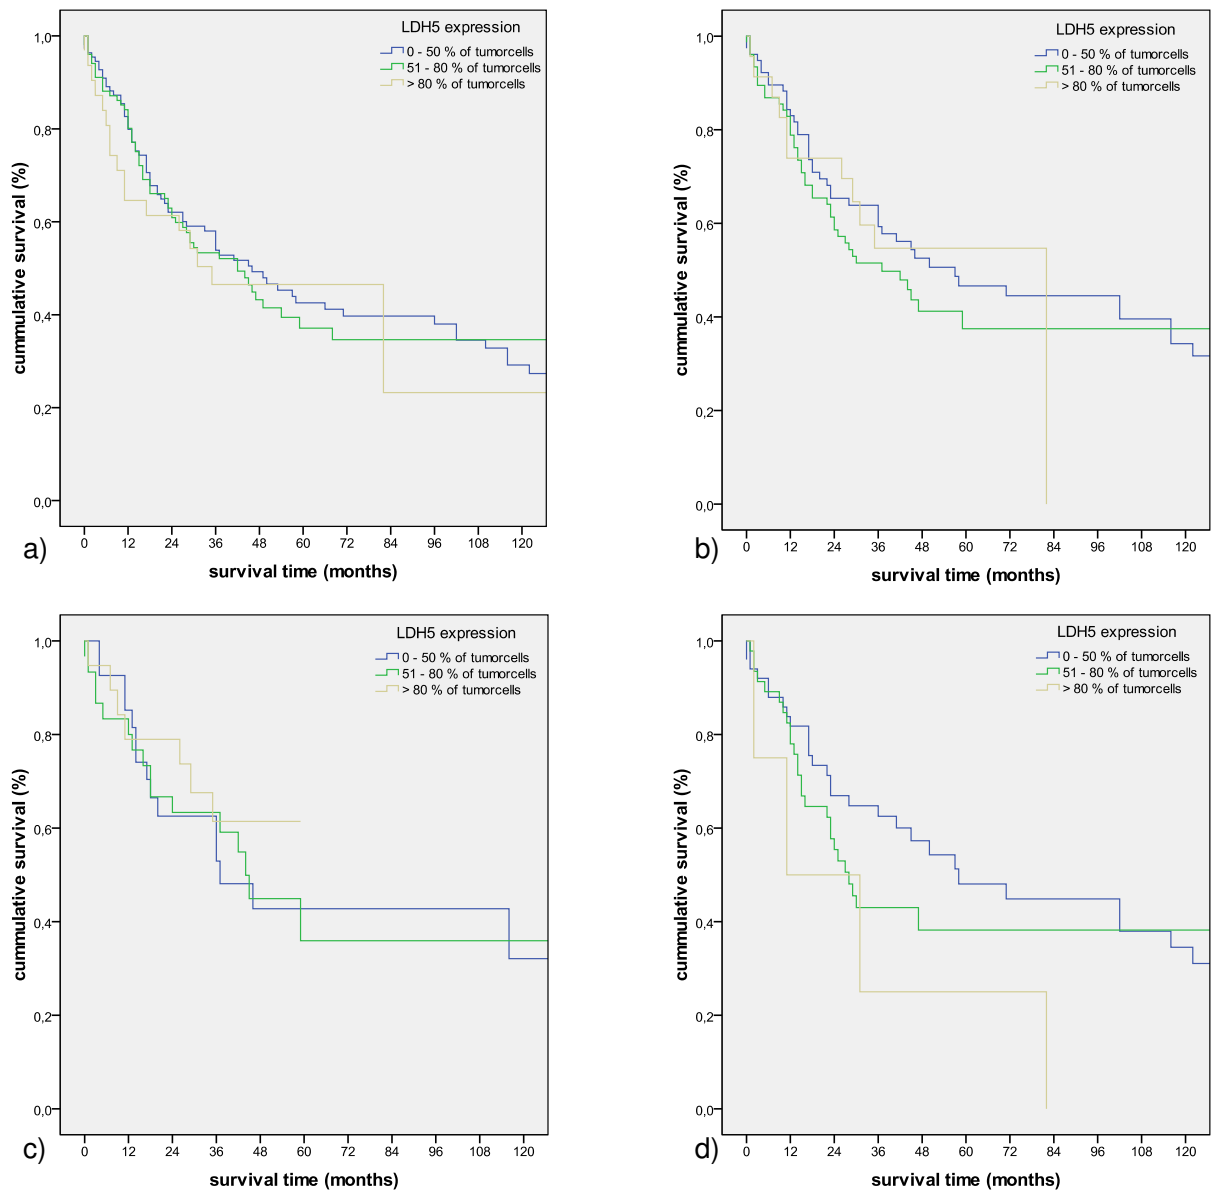 LDH5 expression
0 - 50 % of tumorcells
51 - 80 % of tumorcells
> 80 % of tumorcells
1,0
0,8
0,6
0,4
0,2
0,0
cummulative survival (%)
0 12 24 36 48 60 72 84 96 108 120
a)
survival time (months)
LDH5 expression
0 - 50 % of tumorcells
51 - 80 % of tumorcells
> 80 % of tumorcells
1,0
0,8
0,6
0,4
0,2
0,0
cummulative survival (%)
0 12 24 36 48 60 72 84 96 108 120
b)
survival time (months)
LDH5 expression
0 - 50 % of tumorcells
51 - 80 % of tumorcells
> 80 % of tumorcells
1,0
0,8
0,6
0,4
0,2
0,0
cummulative survival (%)
0 12 24 36 48 60 72 84 96 108 120
c)
survival time (months)
LDH5 expression
0 - 50 % of tumorcells
51 - 80 % of tumorcells
> 80 % of tumorcells
1,0
0,8
0,6
0,4
0,2
0,0
cummulative survival (%)
0 12 24 36 48 60 72 84 96 108 120
d)
survival time (months)